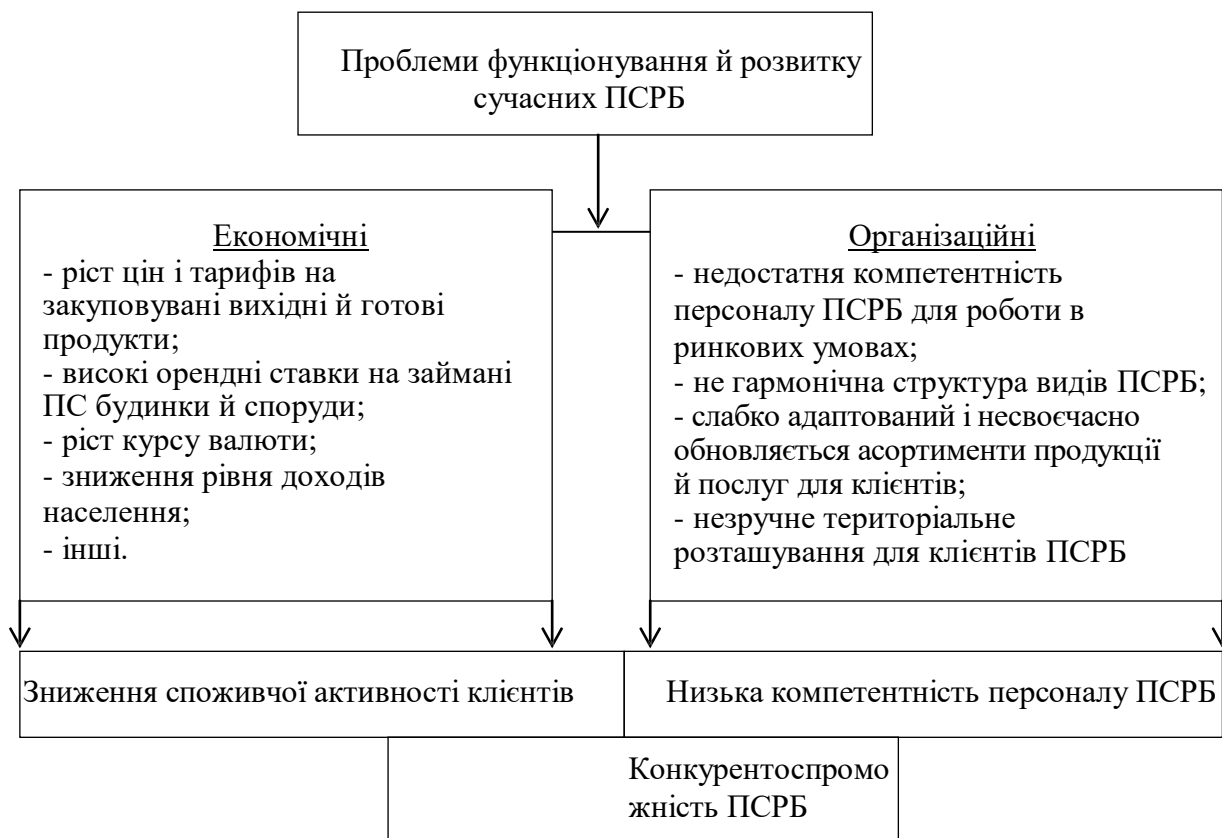 Проблеми функціонування й розвитку
сучасних ПСРБ
Економічні
- ріст цін і тарифів на
закуповувані вихідні й готові
продукти;
- високі орендні ставки на займані
ПС будинки й споруди;
- ріст курсу валюти;
- зниження рівня доходів
населення;
- інші.
Організаційні
- недостатня компетентність
персоналу ПСРБ для роботи в
ринкових умовах;
- не гармонічна структура видів ПСРБ;
- слабко адаптований і несвоєчасно
обновляється асортименти продукції
й послуг для клієнтів;
- незручне територіальне
розташування для клієнтів ПСРБ
Зниження споживчої активності клієнтів
Низька компетентність персоналу ПСРБ
Конкурентоспромо
жність ПСРБ